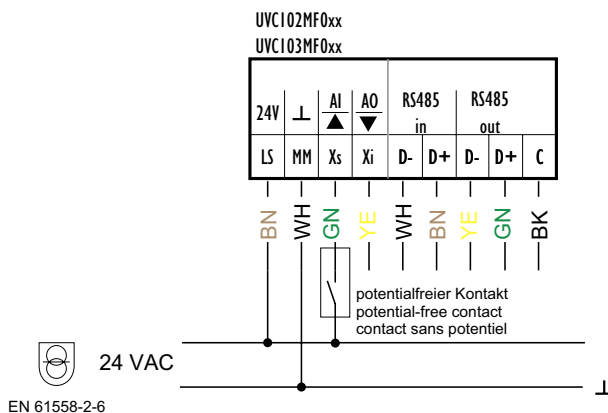 UVC102MF0xx
UVC103MF0xx
24V ⊥ AI AO RS485 in RS485 out
LS MM Xs Xi D- D+ D- D+ C
BN WH GN YE WH BN YE GN BK
potentialfreier Kontakt
potential-free contact
contact sans potentiel
24 VAC
⊥
EN 61558-2-6